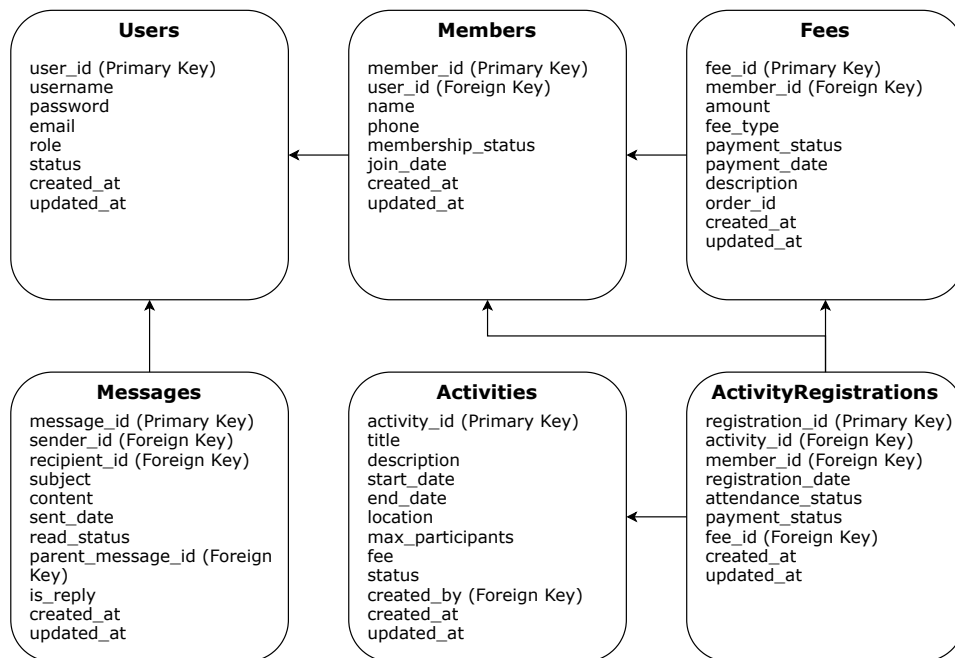 Users
user_id (Primary Key)
username
password
email
role
status
created_at
updated_at
Members
member_id (Primary Key)
user_id (Foreign Key)
name
phone
membership_status
join_date
created_at
updated_at
Fees
fee_id (Primary Key)
member_id (Foreign Key)
amount
fee_type
payment_status
payment_date
description
order_id
created_at
updated_at
Messages
message_id (Primary Key)
sender_id (Foreign Key)
recipient_id (Foreign Key)
subject
content
sent_date
read_status
parent_message_id (Foreign
Key)
is_reply
created_at
updated_at
Activities
activity_id (Primary Key)
title
description
start_date
end_date
location
max_participants
fee
status
created_by (Foreign Key)
created_at
updated_at
ActivityRegistrations
registration_id (Primary Key)
activity_id (Foreign Key)
member_id (Foreign Key)
registration_date
attendance_status
payment_status
fee_id (Foreign Key)
created_at
updated_at